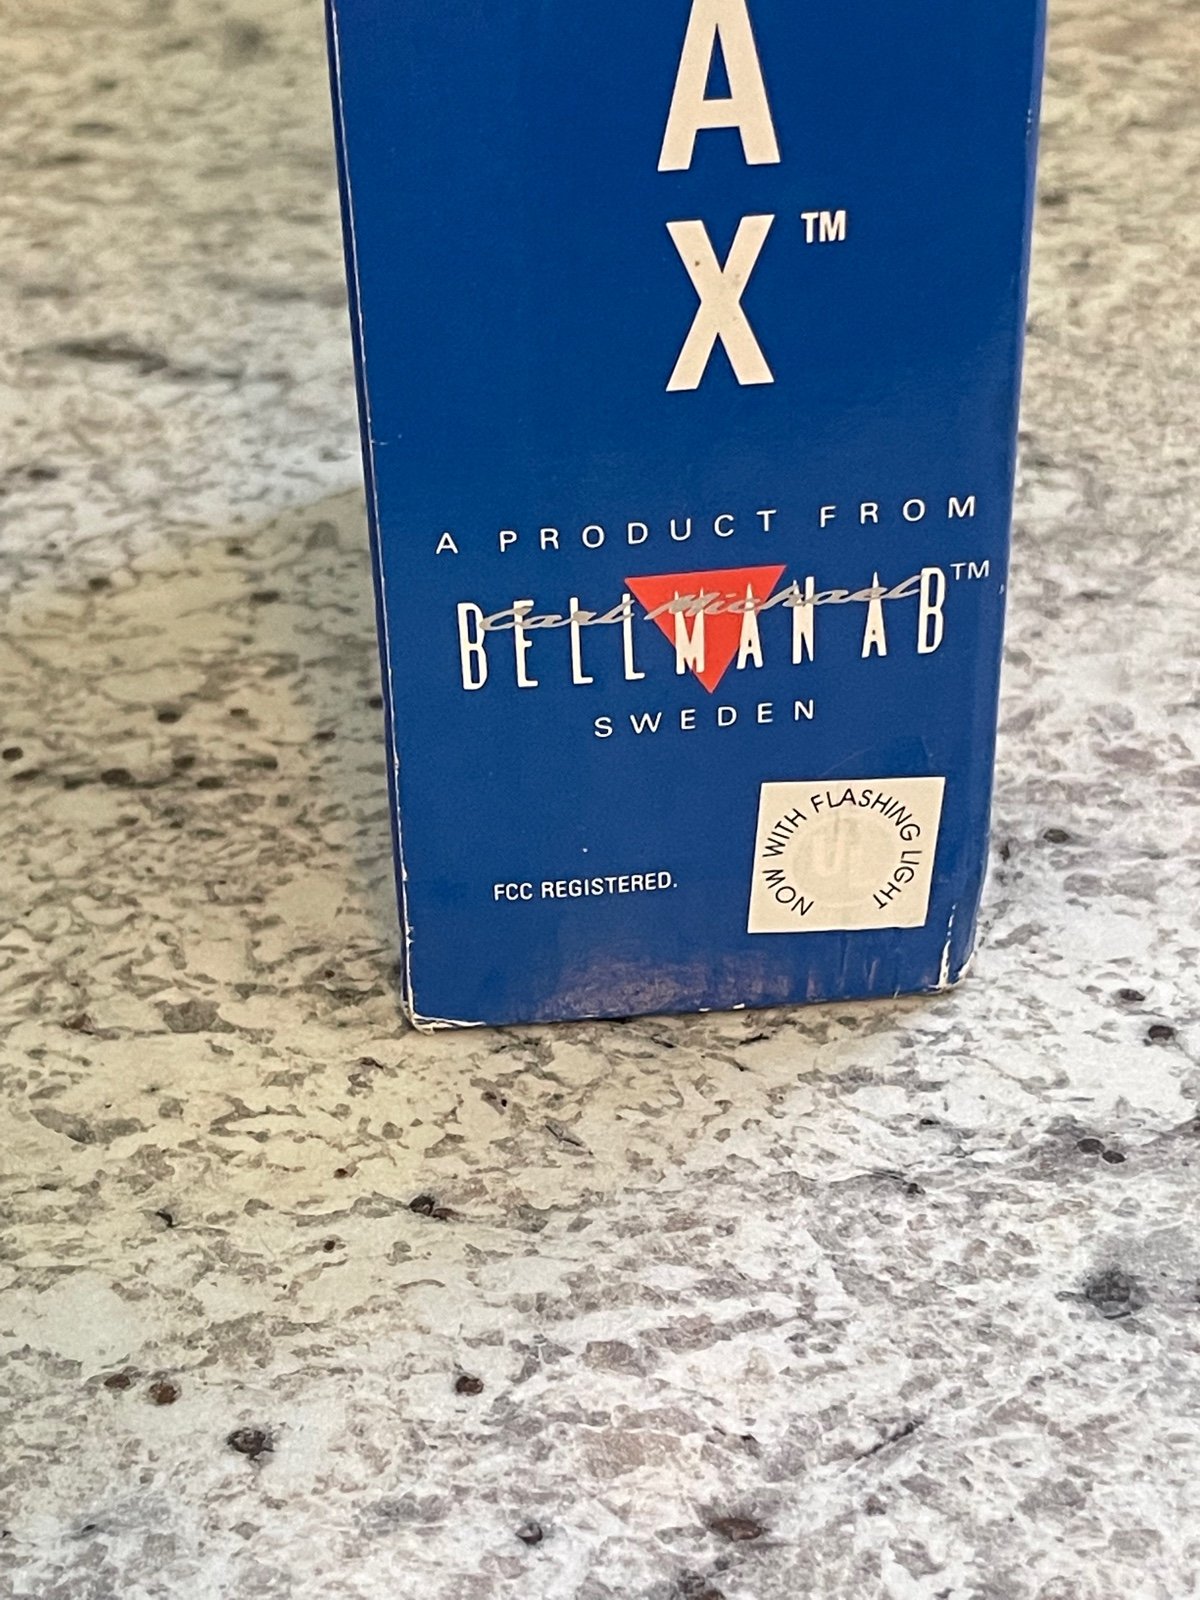 A
X™
A PRODUCT FROM
Carl Michael
BELLMAN AB™
SWEDEN
NOW WITH FLASHING LIGHT
FCC REGISTERED.